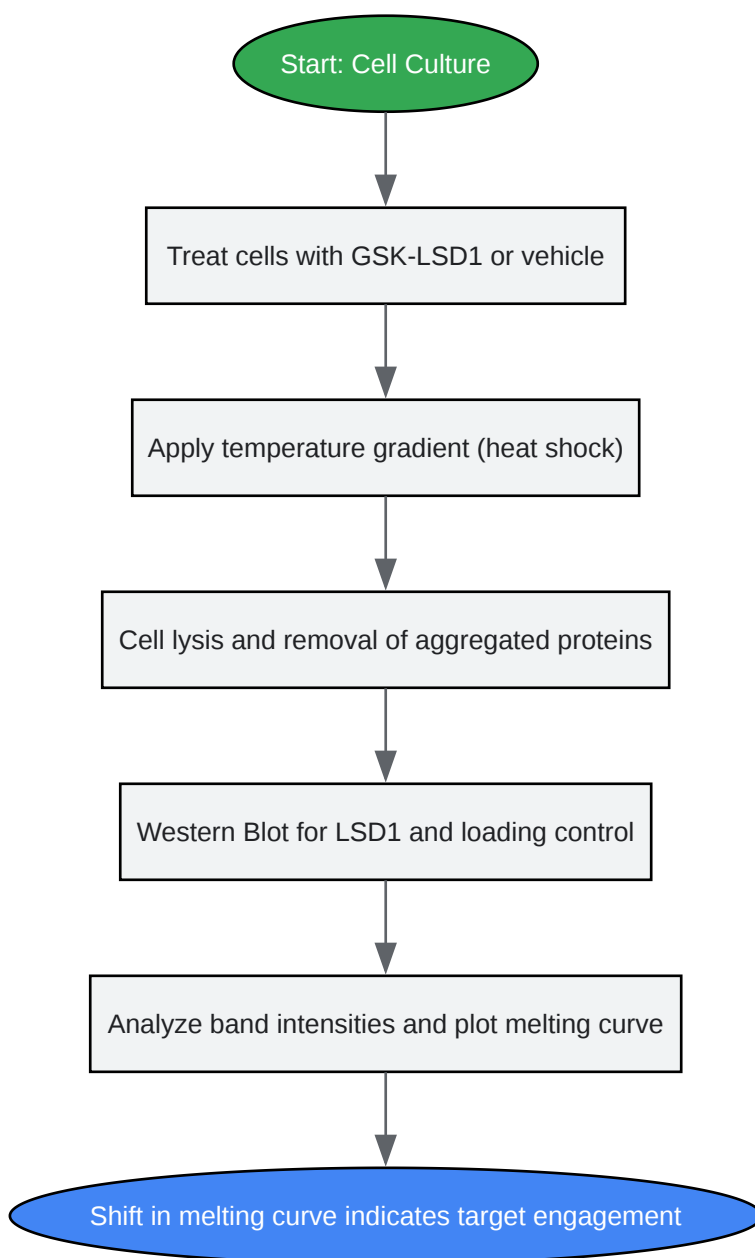 Start: Cell Culture
Treat cells with GSK-LSD1 or vehicle
Apply temperature gradient (heat shock)
Cell lysis and removal of aggregated proteins
Western Blot for LSD1 and loading control
Analyze band intensities and plot melting curve
Shift in melting curve indicates target engagement